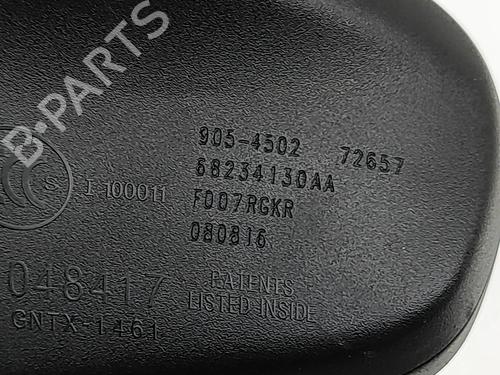 B-PARTS
905-4502 72657
68234130AA
S I-100011 F007RGKR
080816
048417 PATENTS
LISTED INSIDE
GNTX-1461